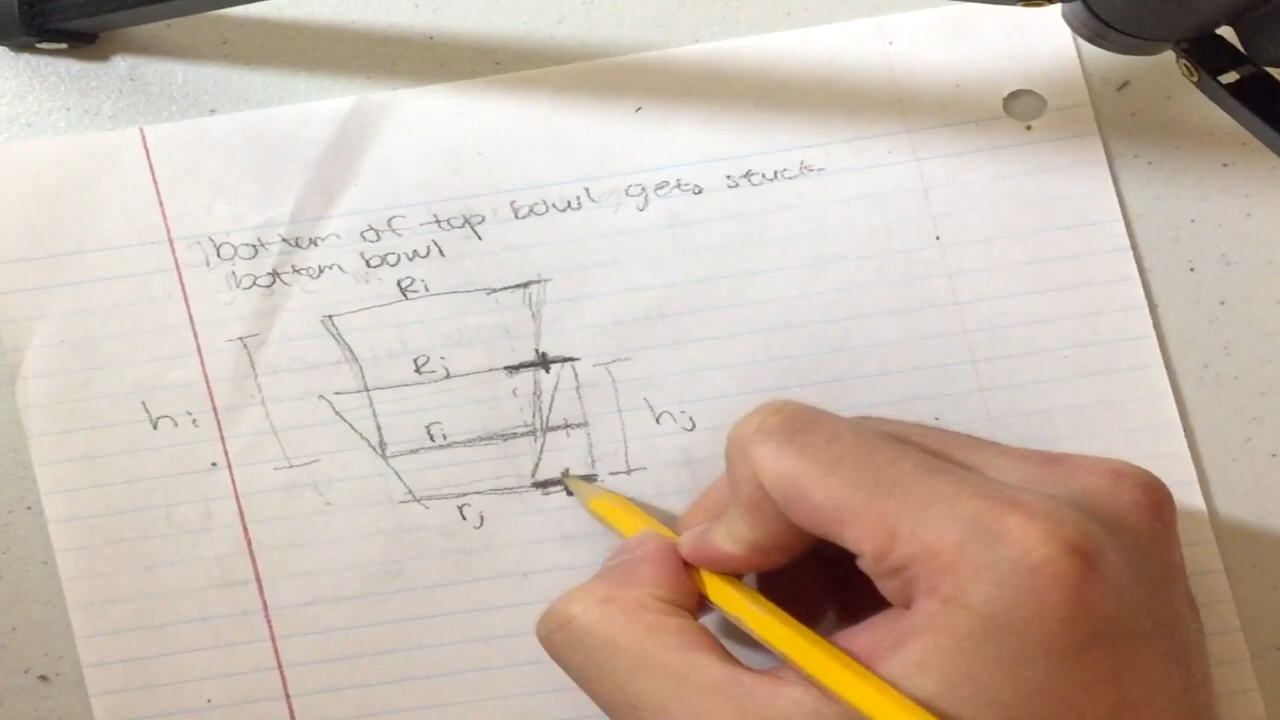 bottom of top bowl gets stuck
bottom bowl
Ri
Rj
hi
ri
hj
rj